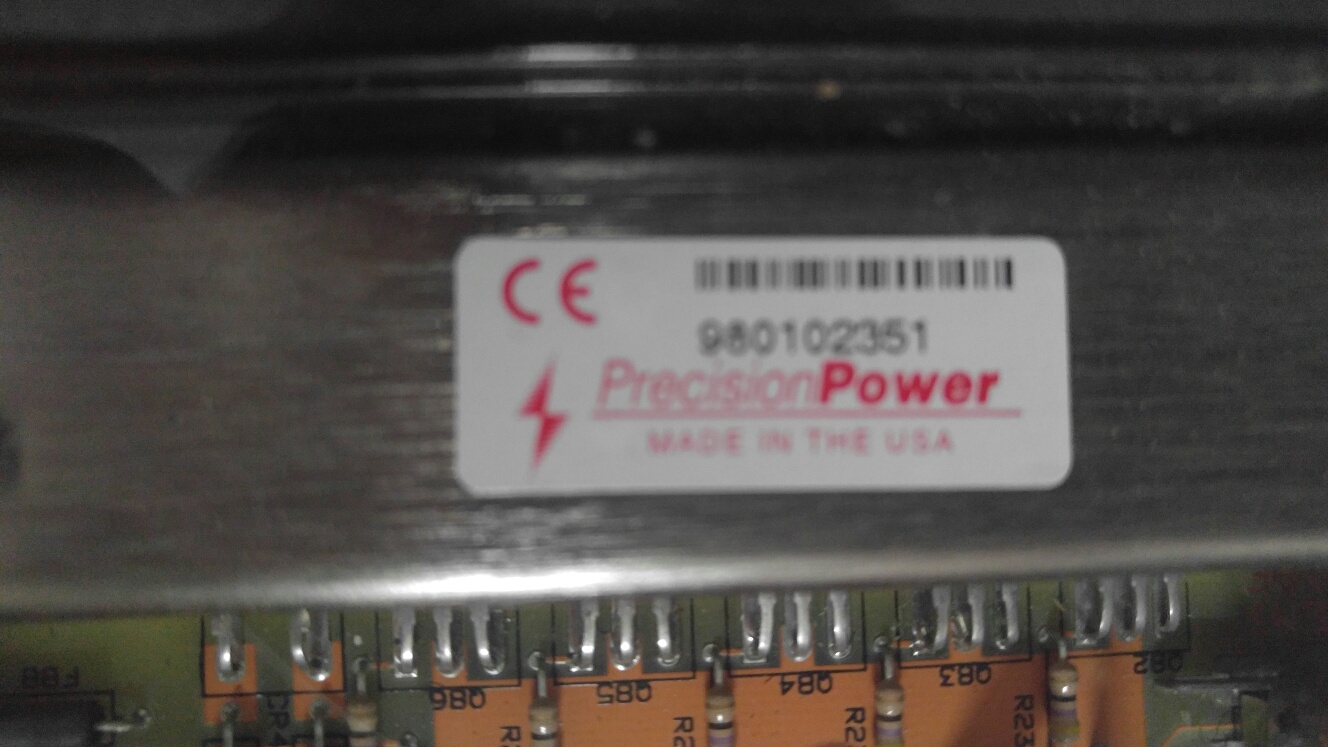 CE
980102351
PrecisionPower
MADE IN THE USA
Q86
Q85
Q84
Q83
Q82